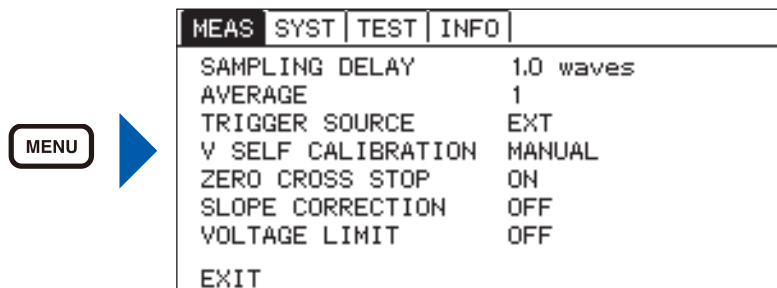 MENU
MEAS SYST TEST INFO
SAMPLING DELAY 1.0 waves
AVERAGE 1
TRIGGER SOURCE EXT
V SELF CALIBRATION MANUAL
ZERO CROSS STOP ON
SLOPE CORRECTION OFF
VOLTAGE LIMIT OFF
EXIT